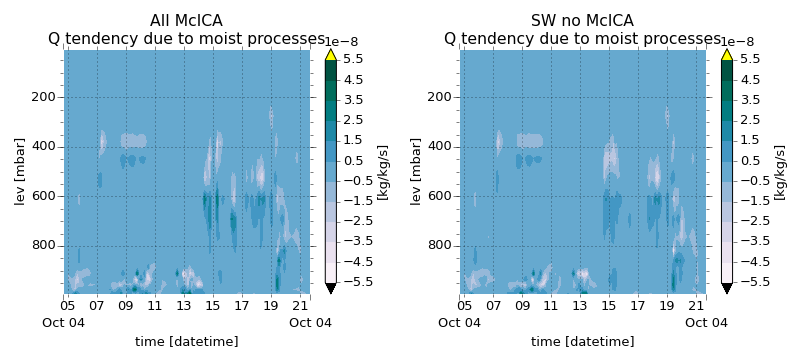 All McICA
Q tendency due to moist processes
1e−8
5.5
4.5
3.5
2.5
1.5
0.5
−0.5
−1.5
−2.5
−3.5
−4.5
−5.5
[kg/kg/s]
200
400
600
800
lev [mbar]
05 07 09 11 13 15 17 19 21
Oct 04 Oct 04
time [datetime]
SW no McICA
Q tendency due to moist processes
1e−8
5.5
4.5
3.5
2.5
1.5
0.5
−0.5
−1.5
−2.5
−3.5
−4.5
−5.5
[kg/kg/s]
200
400
600
800
lev [mbar]
05 07 09 11 13 15 17 19 21
Oct 04 Oct 04
time [datetime]